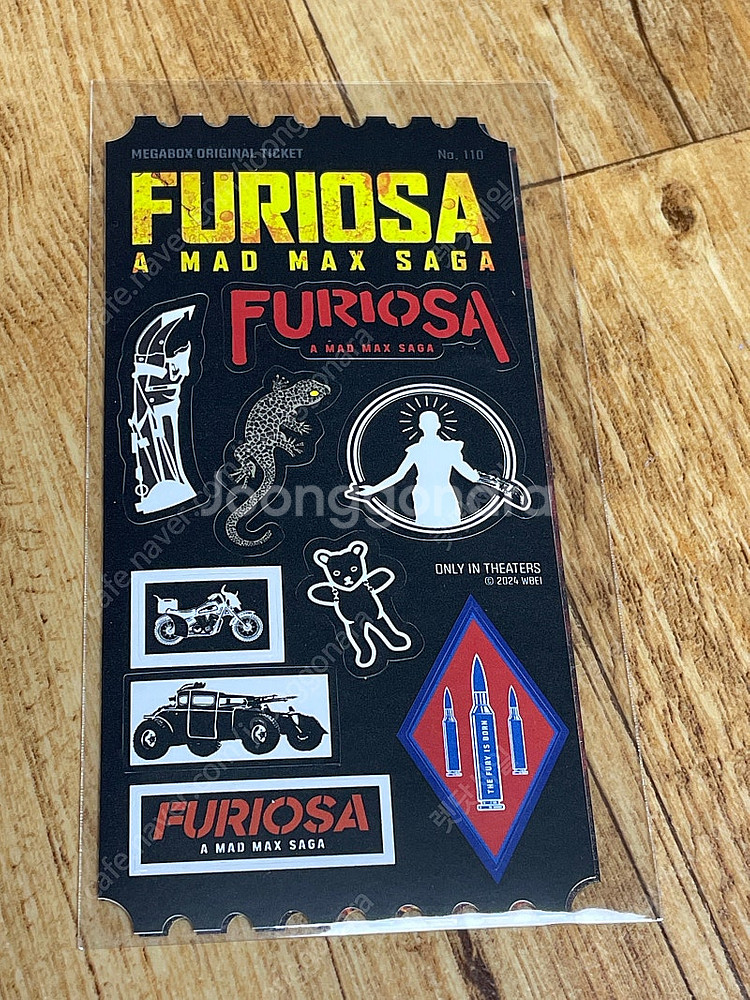 MEGABOX ORIGINAL TICKET
No. 110
FURIOSA
A MAD MAX SAGA
FURIOSA
A MAD MAX SAGA
Joonggonara
ONLY IN THEATERS
© 2024 WBEI
THE FURY IS BORN
FURIOSA
A MAD MAX SAGA